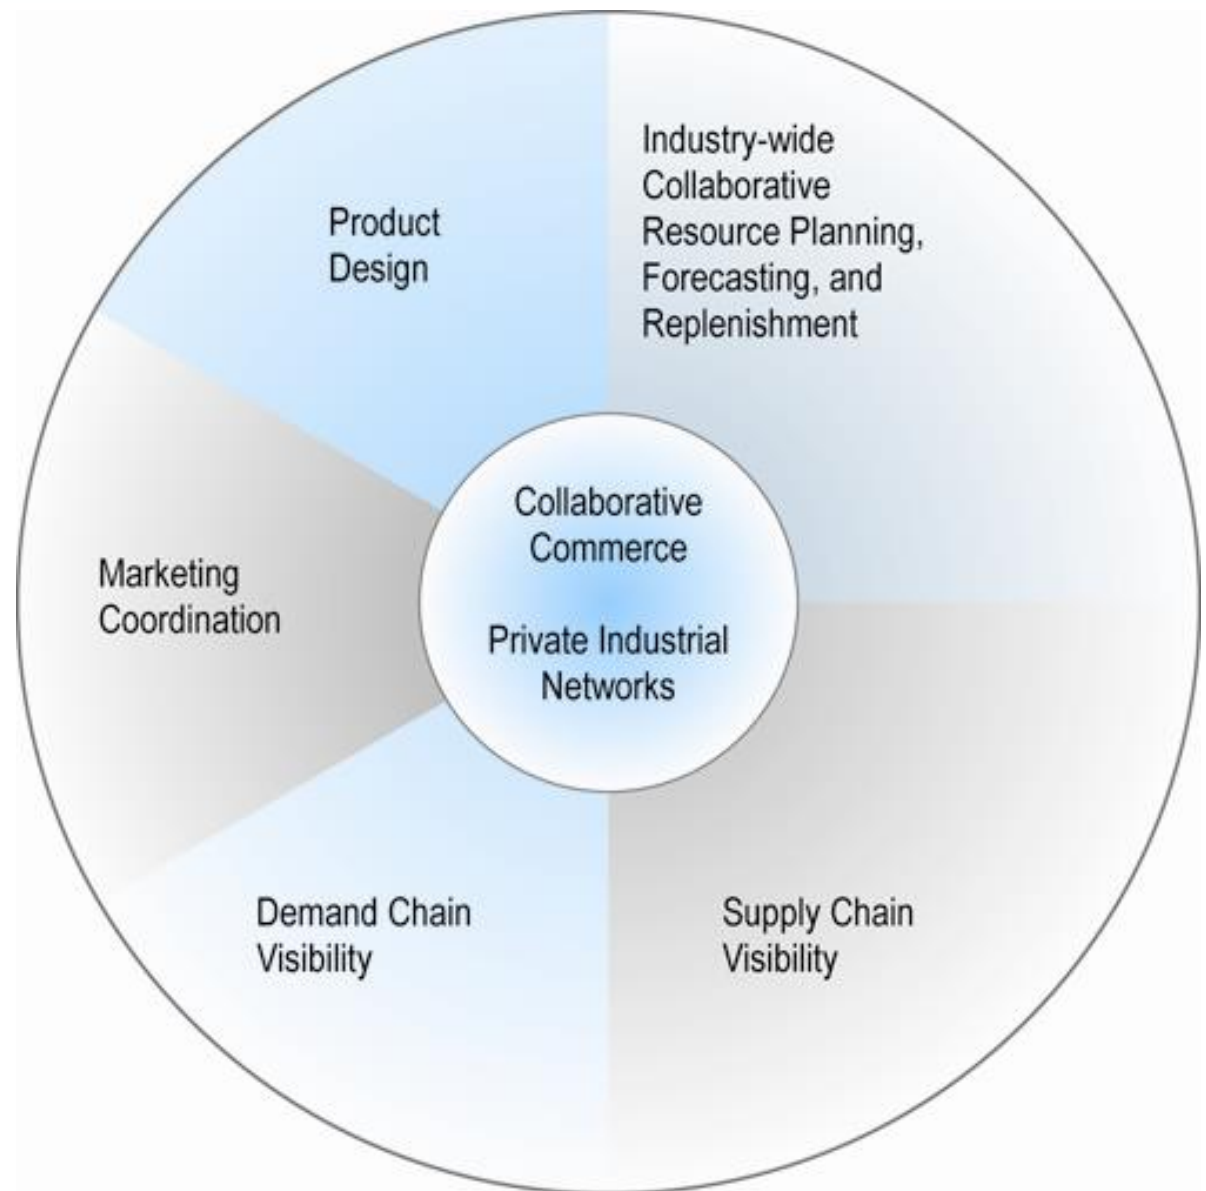 Industry-wide
Collaborative
Resource Planning,
Forecasting, and
Replenishment
Product
Design
Collaborative
Commerce
Private Industrial
Networks
Marketing
Coordination
Demand Chain
Visibility
Supply Chain
Visibility